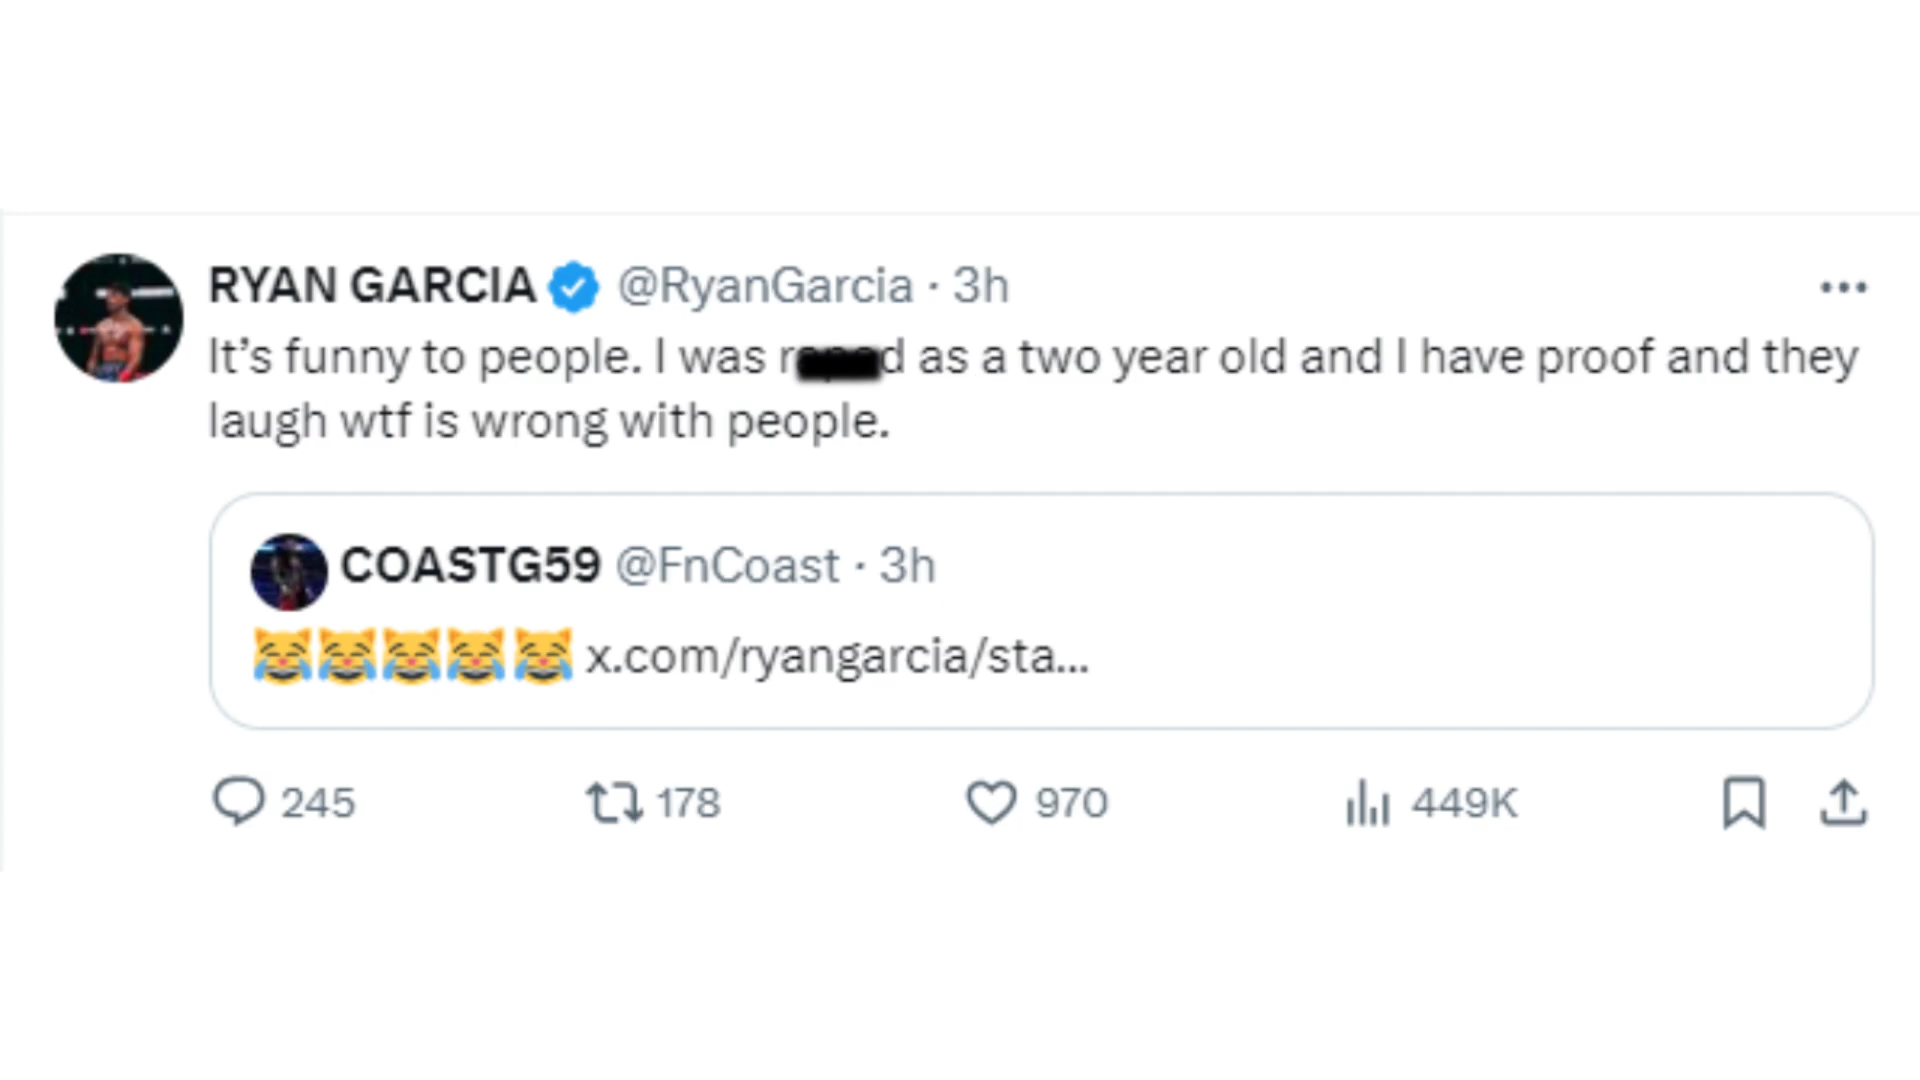 RYAN GARCIA @RyanGarcia · 3h
It's funny to people. I was as a two year old and I have proof and they
laugh wtf is wrong with people.
COASTG59 @FnCoast · 3h
😹😹😹😹😹 x.com/ryangarcia/sta...
245 178 970 449K